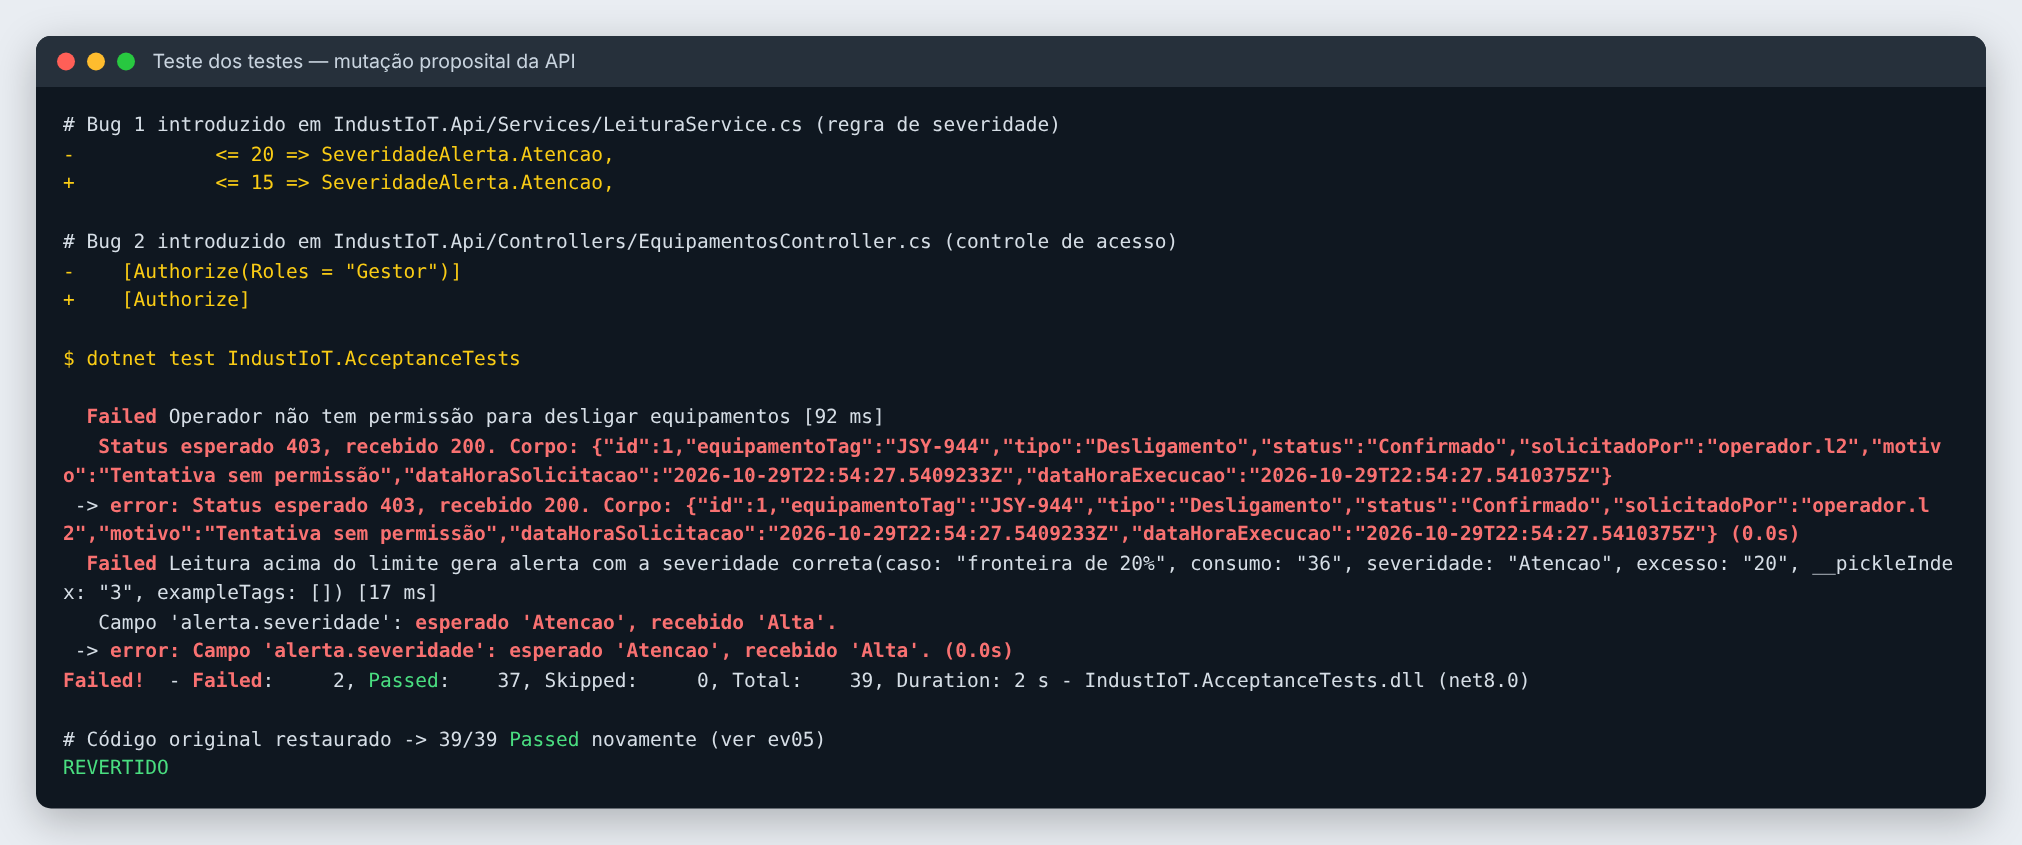 Teste dos testes — mutação proposital da API
# Bug 1 introduzido em IndustIoT.Api/Services/LeituraService.cs (regra de severidade)
-            <= 20 => SeveridadeAlerta.Atencao,
+            <= 15 => SeveridadeAlerta.Atencao,
# Bug 2 introduzido em IndustIoT.Api/Controllers/EquipamentosController.cs (controle de acesso)
-    [Authorize(Roles = "Gestor")]
+    [Authorize]
$ dotnet test IndustIoT.AcceptanceTests
  Failed Operador não tem permissão para desligar equipamentos [92 ms]
   Status esperado 403, recebido 200. Corpo: {"id":1,"equipamentoTag":"JSY-944","tipo":"Desligamento","status":"Confirmado","solicitadoPor":"operador.l2","motiv
o":"Tentativa sem permissão","dataHoraSolicitacao":"2026-10-29T22:54:27.5409233Z","dataHoraExecucao":"2026-10-29T22:54:27.5410375Z"}
 -> error: Status esperado 403, recebido 200. Corpo: {"id":1,"equipamentoTag":"JSY-944","tipo":"Desligamento","status":"Confirmado","solicitadoPor":"operador.l
2","motivo":"Tentativa sem permissão","dataHoraSolicitacao":"2026-10-29T22:54:27.5409233Z","dataHoraExecucao":"2026-10-29T22:54:27.5410375Z"} (0.0s)
  Failed Leitura acima do limite gera alerta com a severidade correta(caso: "fronteira de 20%", consumo: "36", severidade: "Atencao", excesso: "20", __pickleInde
x: "3", exampleTags: []) [17 ms]
   Campo 'alerta.severidade': esperado 'Atencao', recebido 'Alta'.
 -> error: Campo 'alerta.severidade': esperado 'Atencao', recebido 'Alta'. (0.0s)
Failed!  - Failed:     2, Passed:    37, Skipped:     0, Total:    39, Duration: 2 s - IndustIoT.AcceptanceTests.dll (net8.0)
# Código original restaurado -> 39/39 Passed novamente (ver ev05)
REVERTIDO